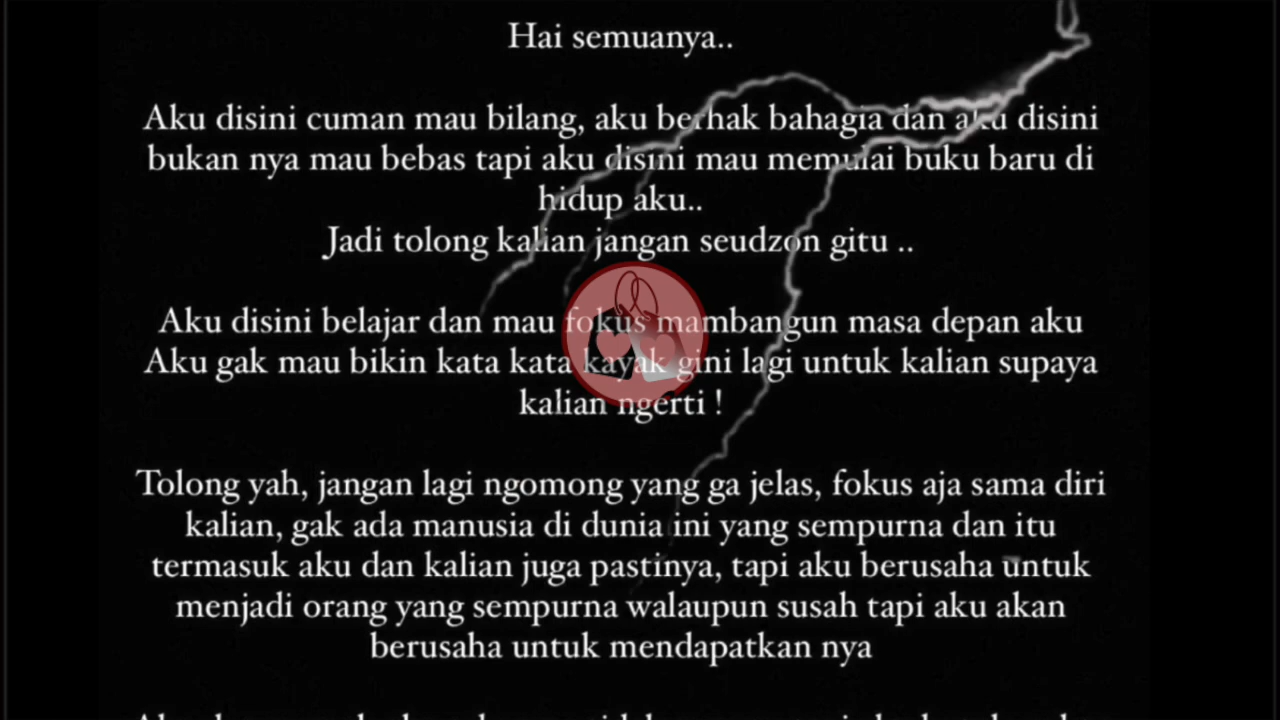 Hai semuanya..
Aku disini cuman mau bilang, aku berhak bahagia dan aku disini
bukan nya mau bebas tapi aku disini mau memulai buku baru di
hidup aku..
Jadi tolong kalian jangan seudzon gitu ..
Aku disini belajar dan mau fokus mambangun masa depan aku
Aku gak mau bikin kata kata kayak gini lagi untuk kalian supaya
kalian ngerti !
Tolong yah, jangan lagi ngomong yang ga jelas, fokus aja sama diri
kalian, gak ada manusia di dunia ini yang sempurna dan itu
termasuk aku dan kalian juga pastinya, tapi aku berusaha untuk
menjadi orang yang sempurna walaupun susah tapi aku akan
berusaha untuk mendapatkan nya